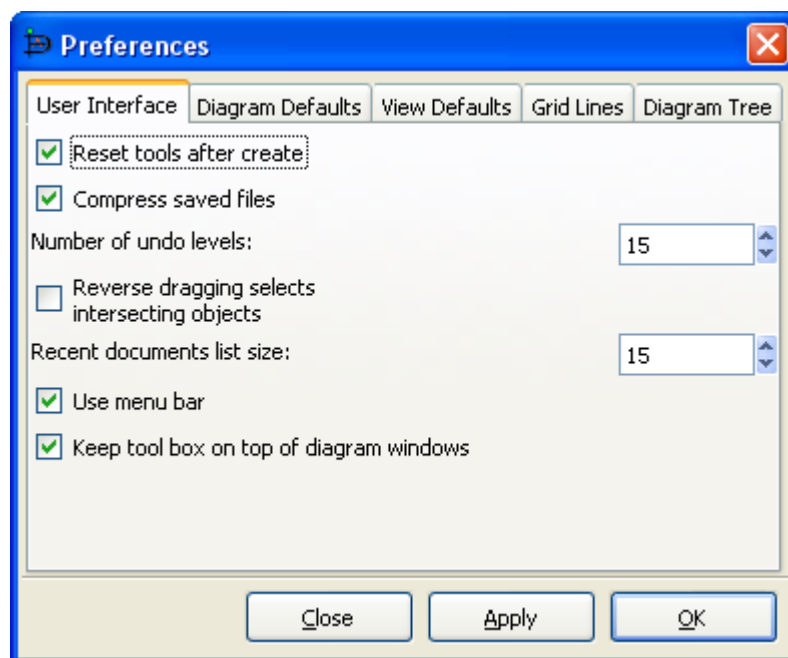 Preferences
User Interface Diagram Defaults View Defaults Grid Lines Diagram Tree
Reset tools after create
Compress saved files
Number of undo levels: 15
Reverse dragging selects
intersecting objects
Recent documents list size: 15
Use menu bar
Keep tool box on top of diagram windows
Close Apply OK